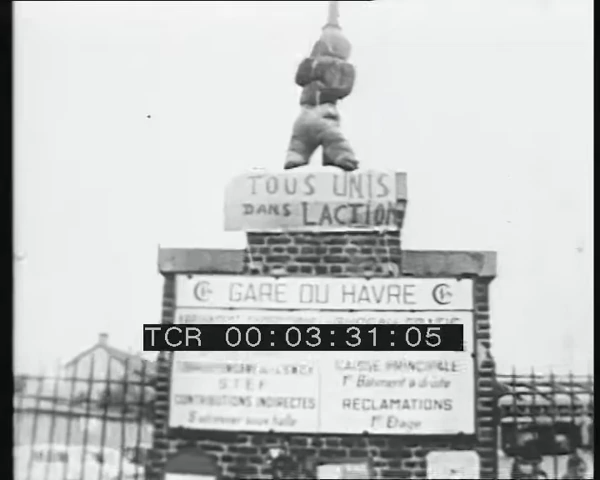 TOUS UNIS
DANS LACTION
GARE DU HAVRE
TCR 00:03:31:05
CAISSE PRINCIPALE
S T E F
1er Bâtiment à droite
CONTRIBUTIONS INDIRECTES
RECLAMATIONS
1er Etage